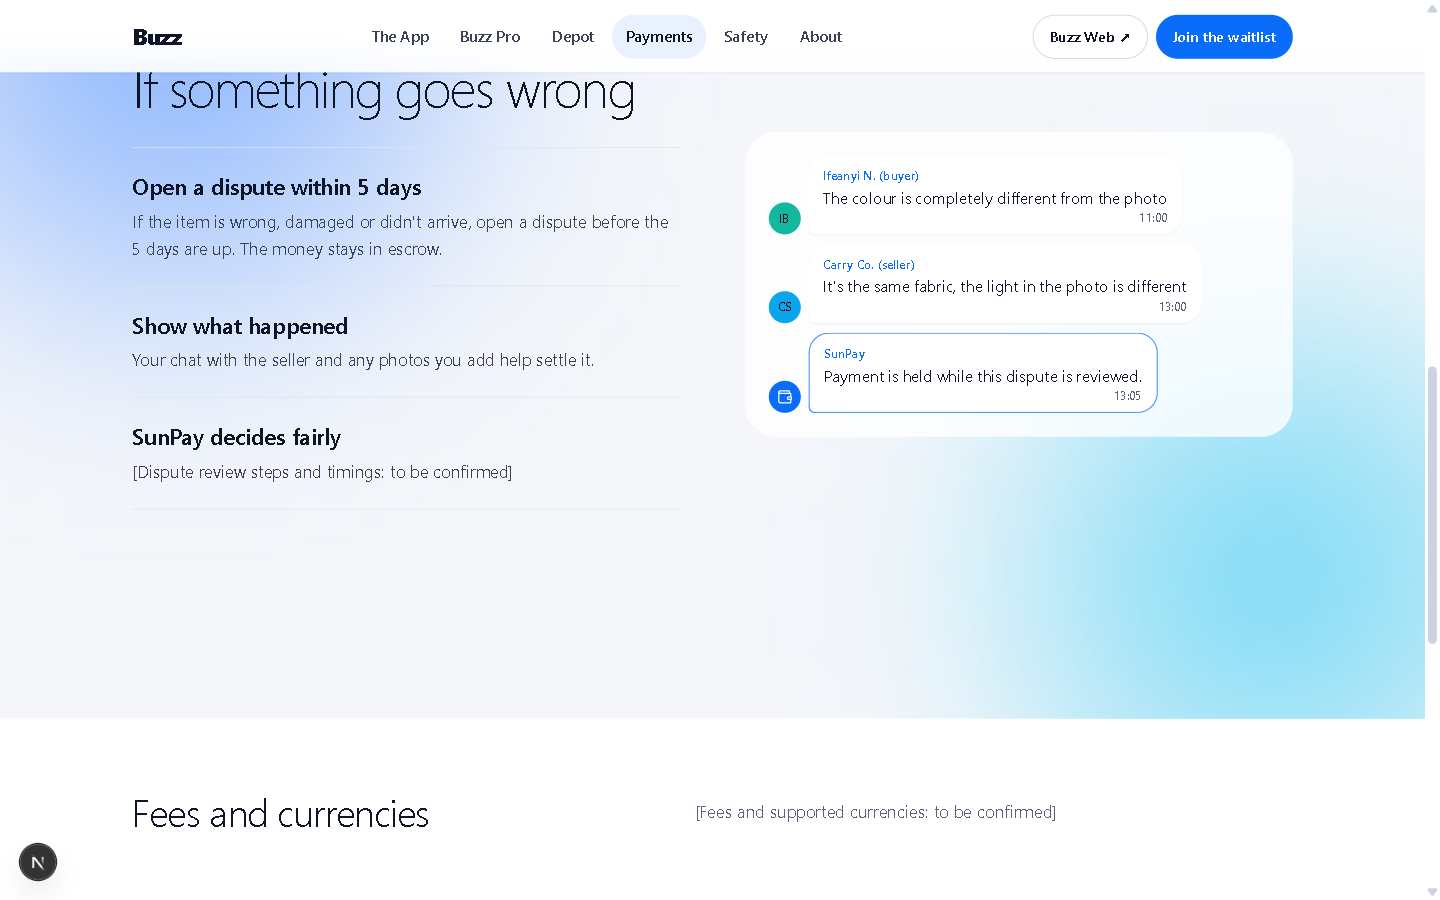 Buzz
The App
Buzz Pro
Depot
Payments
Safety
About
Buzz Web ↗
Join the waitlist
If something goes wrong
Open a dispute within 5 days
If the item is wrong, damaged or didn't arrive, open a dispute before the
5 days are up. The money stays in escrow.
Show what happened
Your chat with the seller and any photos you add help settle it.
SunPay decides fairly
[Dispute review steps and timings: to be confirmed]
Ifeanyi N. (buyer)
The colour is completely different from the photo
11:00
IB
Carry Co. (seller)
It's the same fabric, the light in the photo is different
13:00
CS
SunPay
Payment is held while this dispute is reviewed.
13:05
Fees and currencies
[Fees and supported currencies: to be confirmed]
N